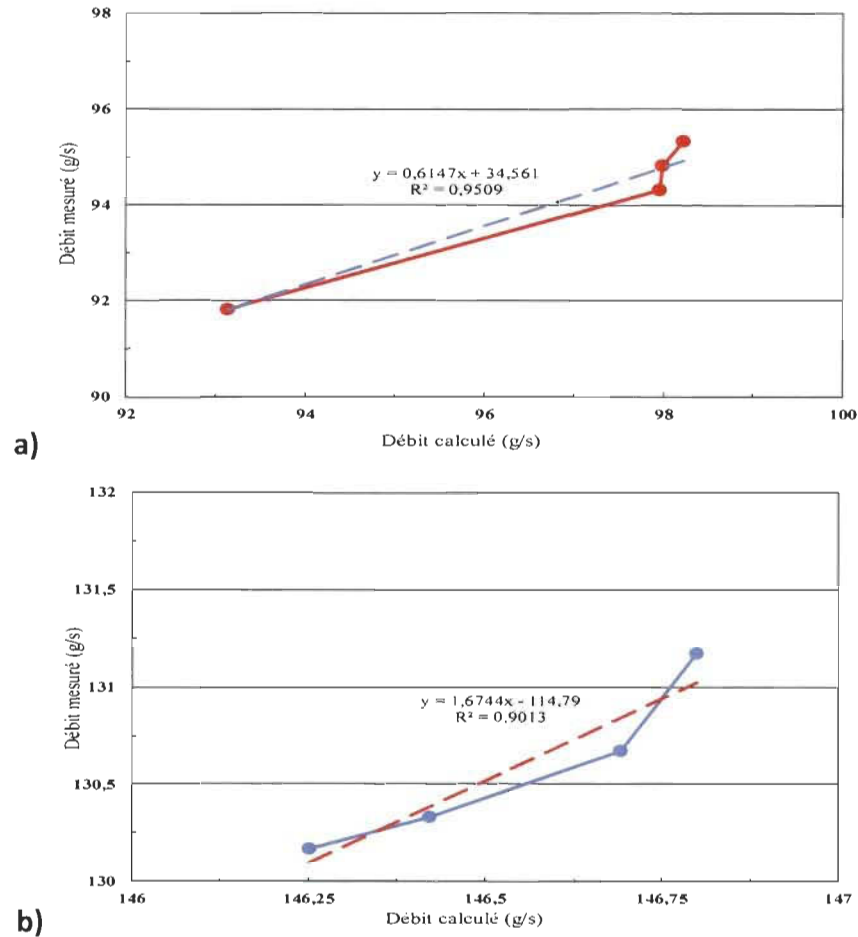 98
96
94
92
90
Débit mesuré (g/s)
y = 0,6147x + 34,561
R² = 0,9509
92 94 96 98 100
Débit calculé (g/s)
a)
132
131,5
131
130,5
130
Débit mesuré (g/s)
y = 1,6744x - 114,79
R² = 0,9013
146 146,25 146,5 146,75 147
Débit calculé (g/s)
b)